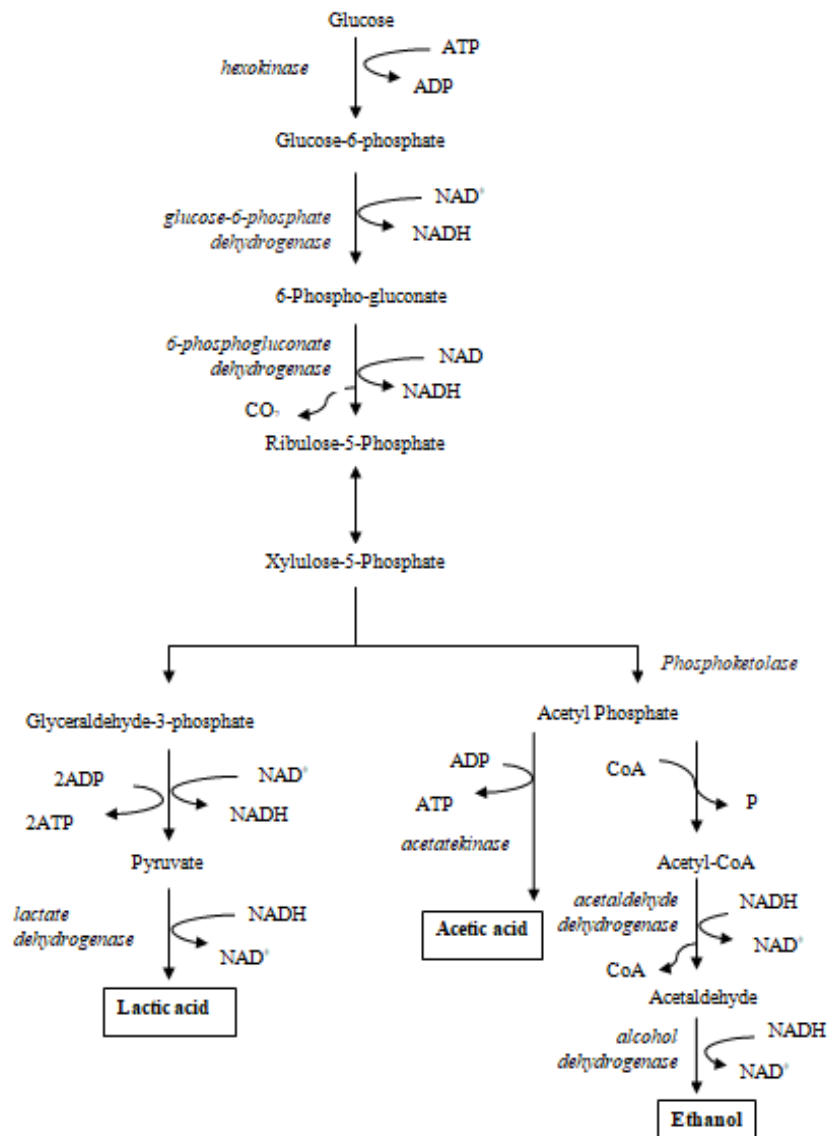 Glucose
ATP
hexokinase
ADP
Glucose-6-phosphate
NAD⁺
glucose-6-phosphate
dehydrogenase
NADH
6-Phospho-gluconate
6-phosphogluconate
dehydrogenase
NAD
NADH
CO₂
Ribulose-5-Phosphate
Xylulose-5-Phosphate
Phosphoketolase
Glyceraldehyde-3-phosphate
Acetyl Phosphate
2ADP
NAD⁺
2ATP
NADH
ADP
ATP
acetatekinase
CoA
P
Pyruvate
Acetyl-CoA
lactate
dehydrogenase
NADH
NAD⁺
Acetic acid
acetaldehyde
dehydrogenase
NADH
NAD⁺
CoA
Lactic acid
Acetaldehyde
alcohol
dehydrogenase
NADH
NAD⁺
Ethanol